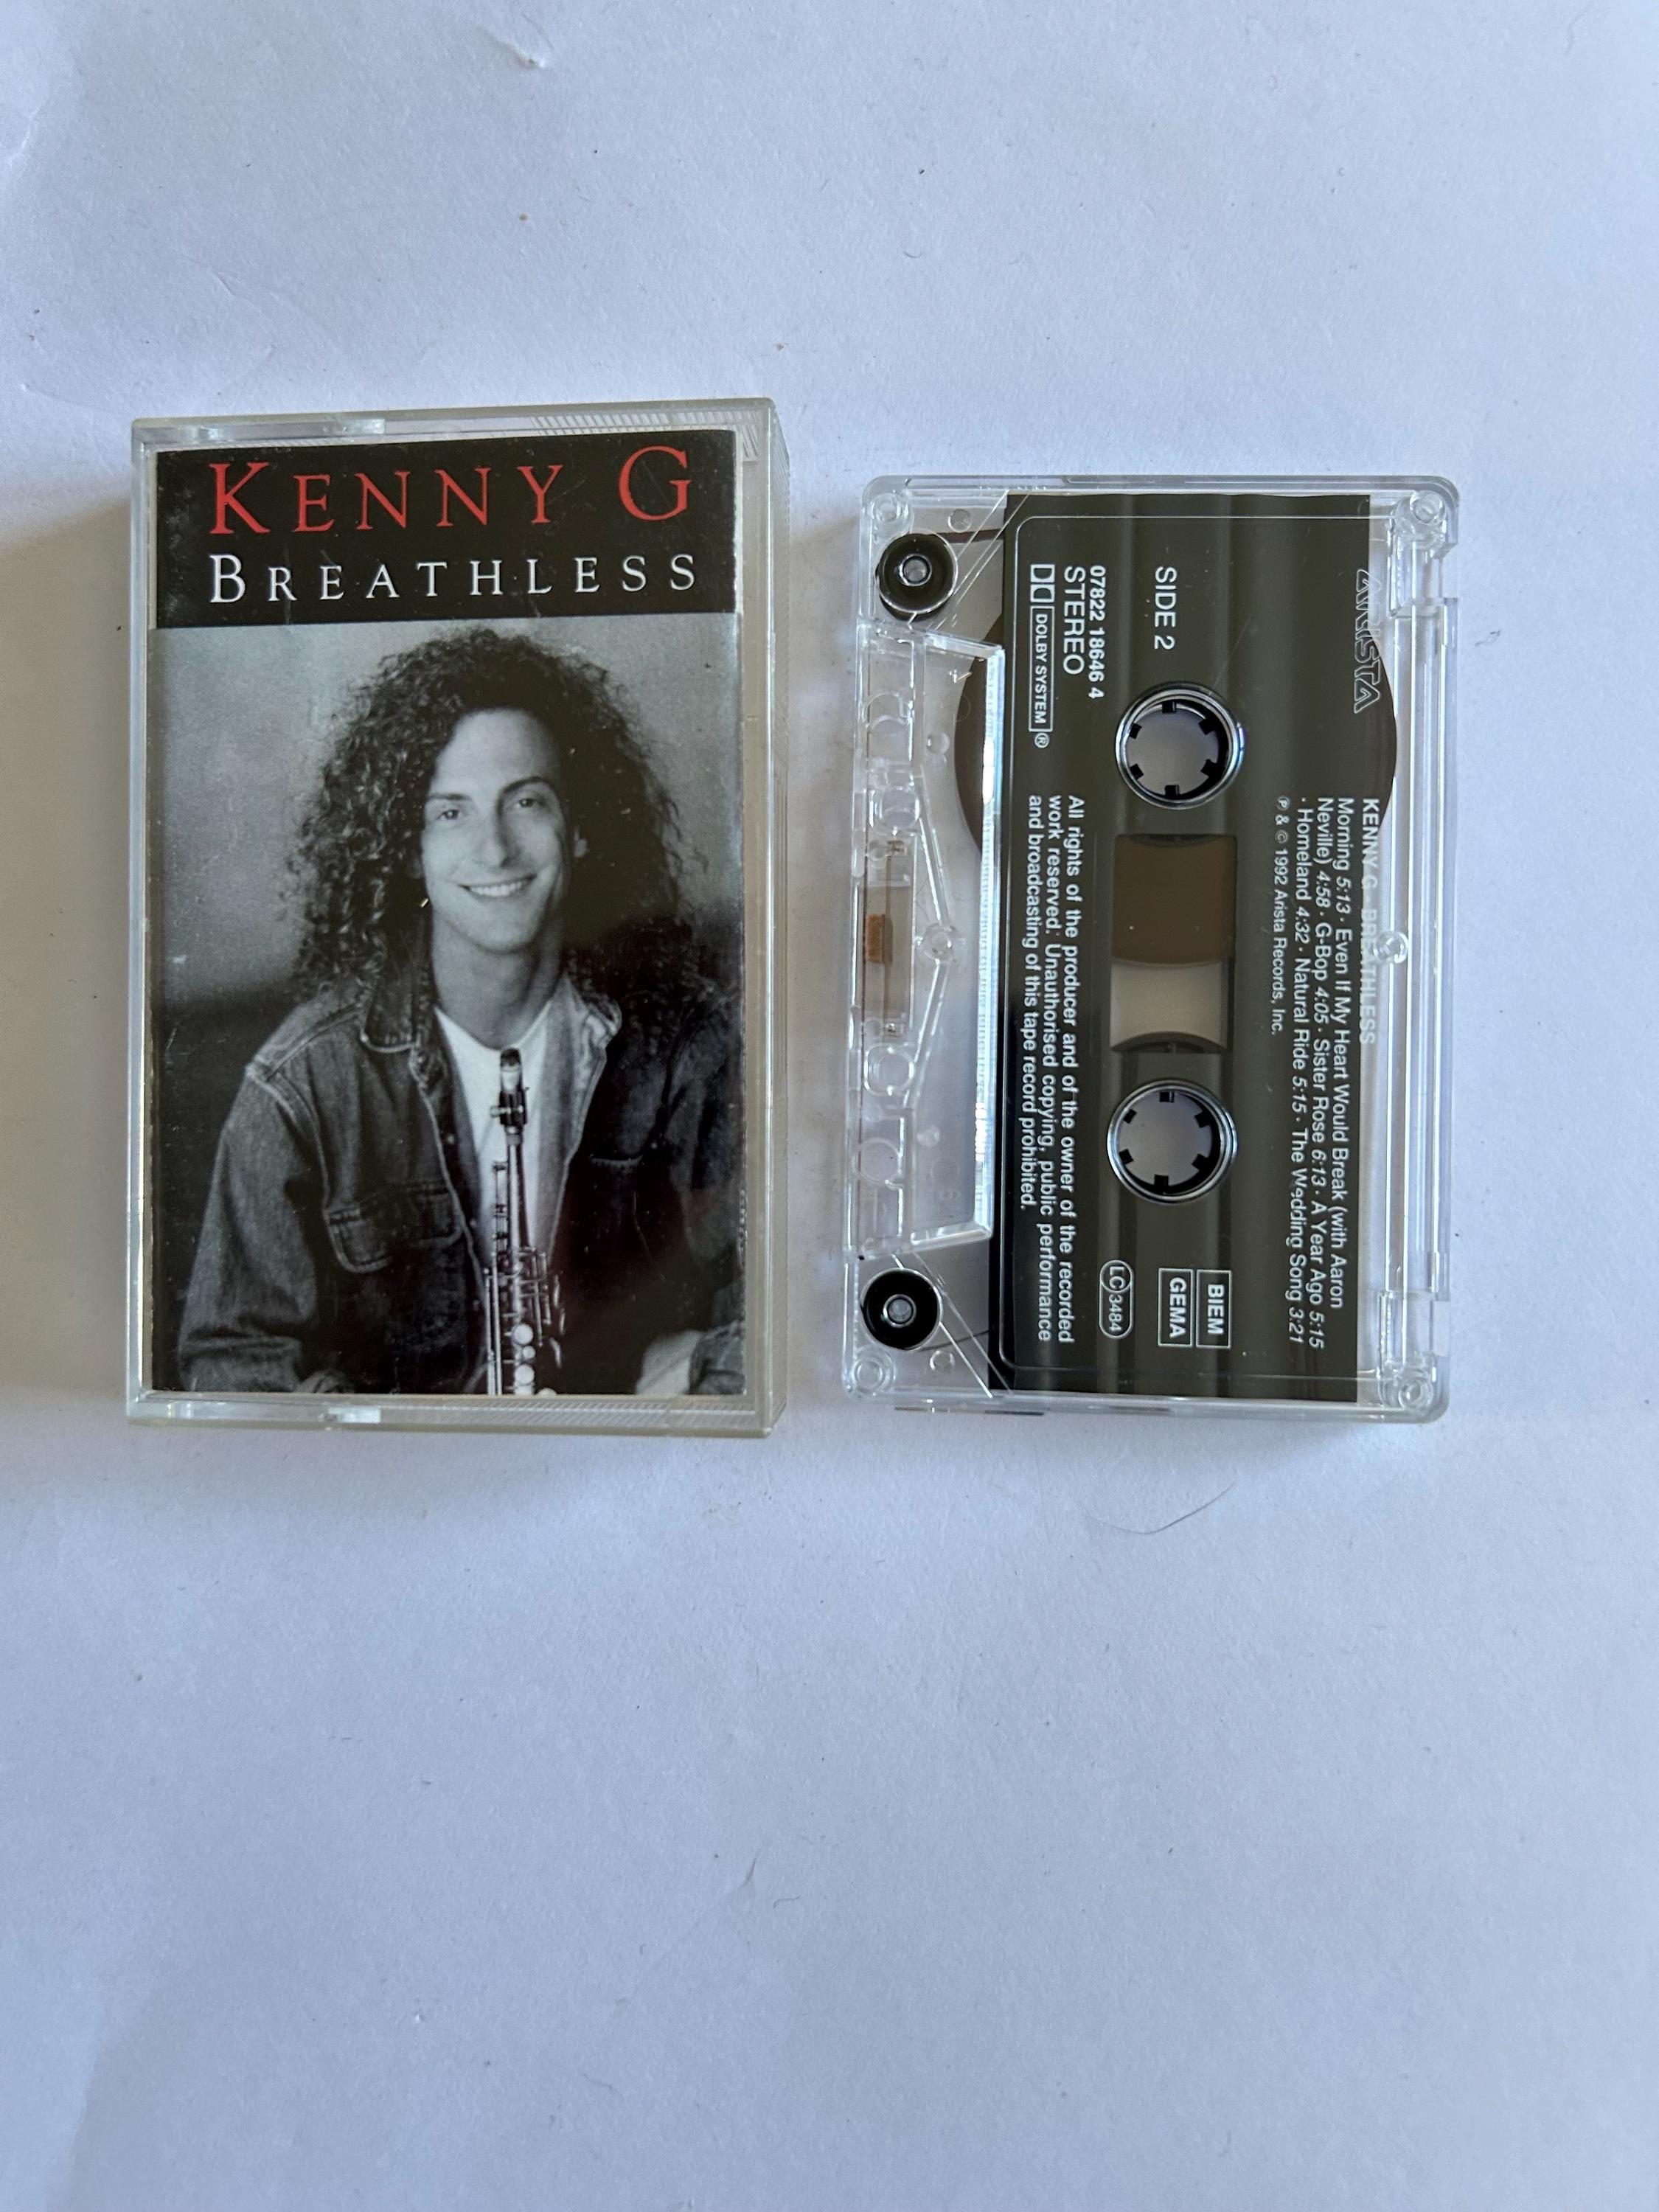 KENNY G
BREATHLESS
ARISTA
KENNY G BREATHLESS
Morning 5:13 · Even If My Heart Would Break (with Aaron
Neville) 4:58 · G-Bop 4:05 · Sister Rose 6:13 · A Year Ago 5:15
· Homeland 4:32 · Natural Ride 5:15 · The Wedding Song 3:21
℗ & © 1992 Arista Records, Inc.
SIDE 2
BIEM
GEMA
07822 18646 4
STEREO
DOLBY SYSTEM®
LC 3484
All rights of the producer and of the owner of the recorded
work reserved. Unauthorised copying, public performance
and broadcasting of this tape record prohibited.